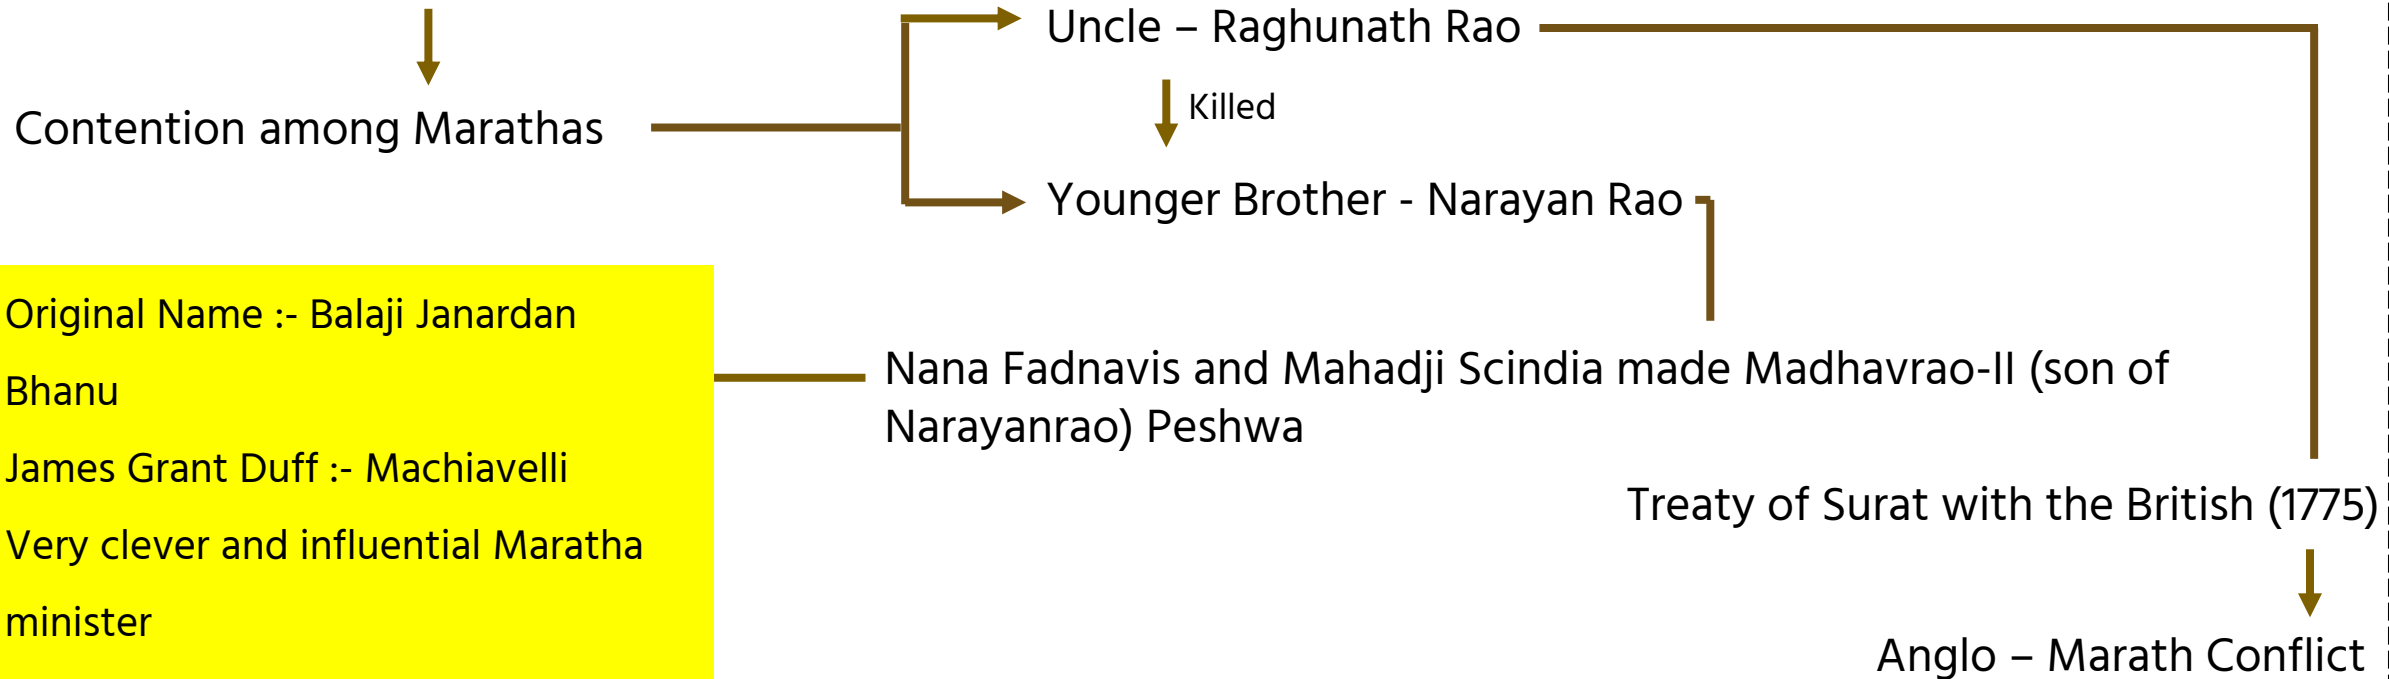 Uncle – Raghunath Rao
Killed
Contention among Marathas
Younger Brother - Narayan Rao
Original Name :- Balaji Janardan
Bhanu
James Grant Duff :- Machiavelli
Very clever and influential Maratha
minister
Nana Fadnavis and Mahadji Scindia made Madhavrao-II (son of
Narayanrao) Peshwa
Treaty of Surat with the British (1775)
Anglo – Marath Conflict